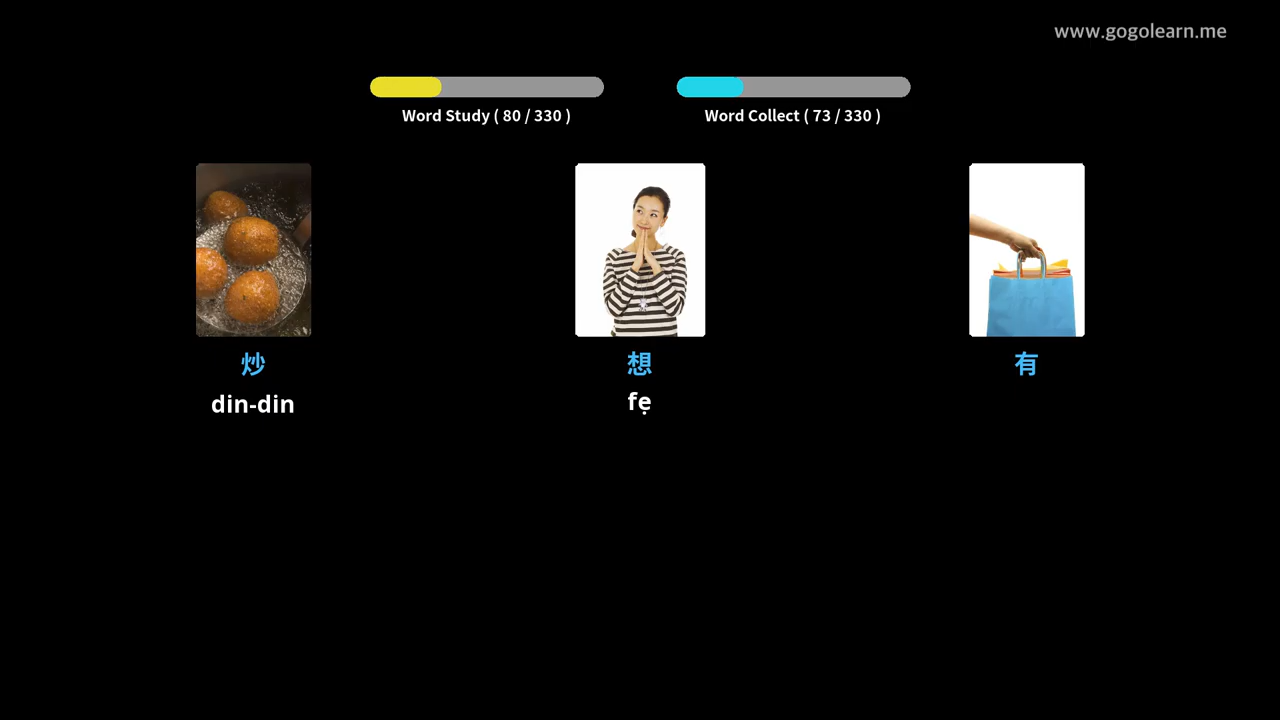 www.gogolearn.me
Word Study ( 80 / 330 )
Word Collect ( 73 / 330 )
炒
想
有
din-din
fẹ